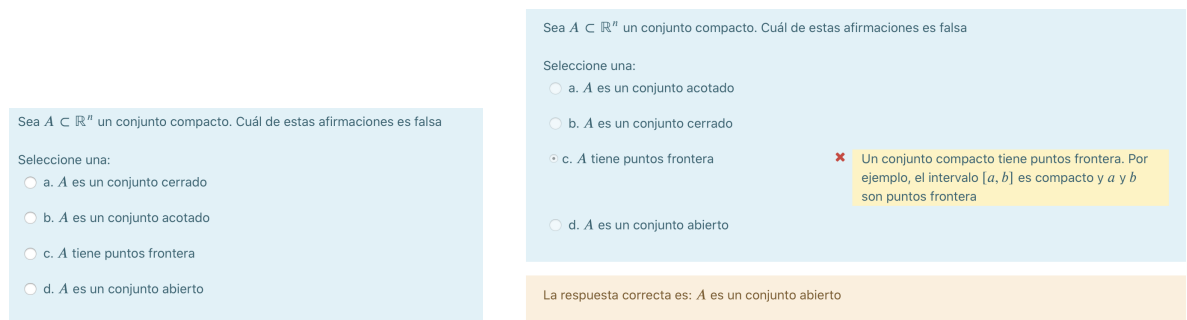 Sea A ⊂ ℝⁿ un conjunto compacto. Cuál de estas afirmaciones es falsa
Seleccione una:
a. A es un conjunto cerrado
b. A es un conjunto acotado
c. A tiene puntos frontera
d. A es un conjunto abierto
Sea A ⊂ ℝⁿ un conjunto compacto. Cuál de estas afirmaciones es falsa
Seleccione una:
a. A es un conjunto acotado
b. A es un conjunto cerrado
c. A tiene puntos frontera
Un conjunto compacto tiene puntos frontera. Por
ejemplo, el intervalo [a, b] es compacto y a y b
son puntos frontera
d. A es un conjunto abierto
La respuesta correcta es: A es un conjunto abierto